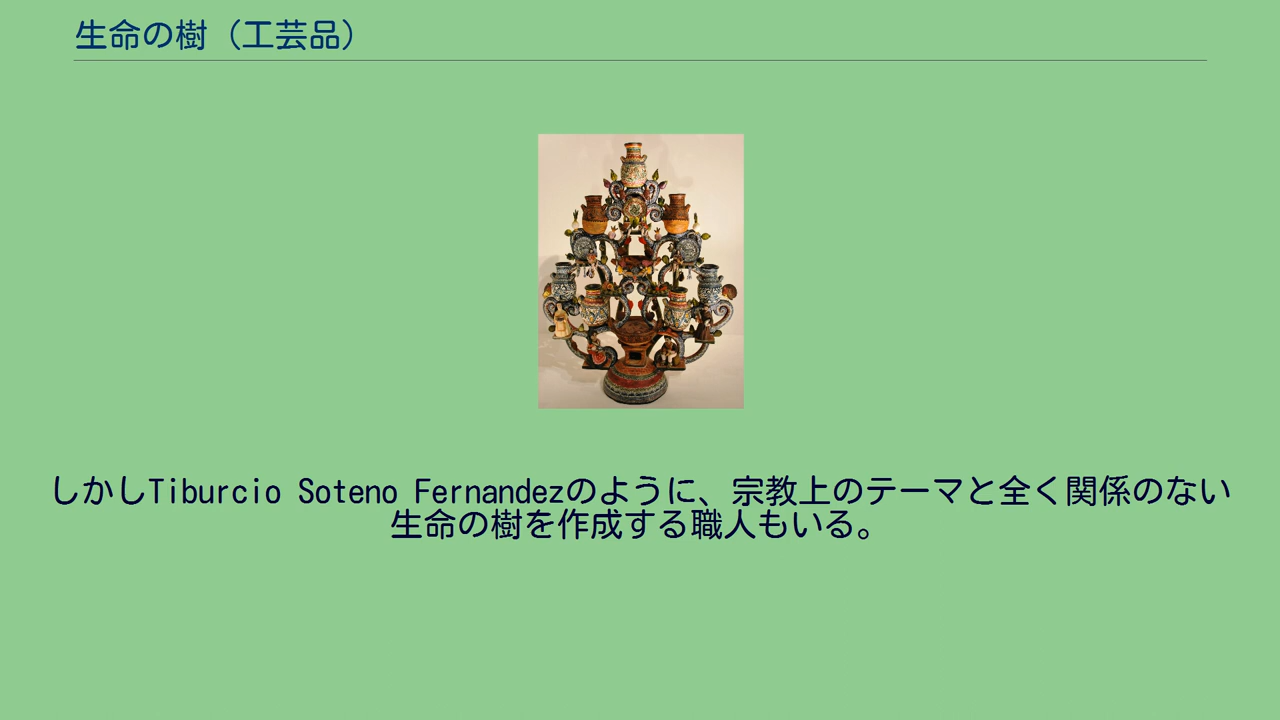 生命の樹（工芸品）
しかしTiburcio Soteno Fernandezのように、宗教上のテーマと全く関係のない
生命の樹を作成する職人もいる。